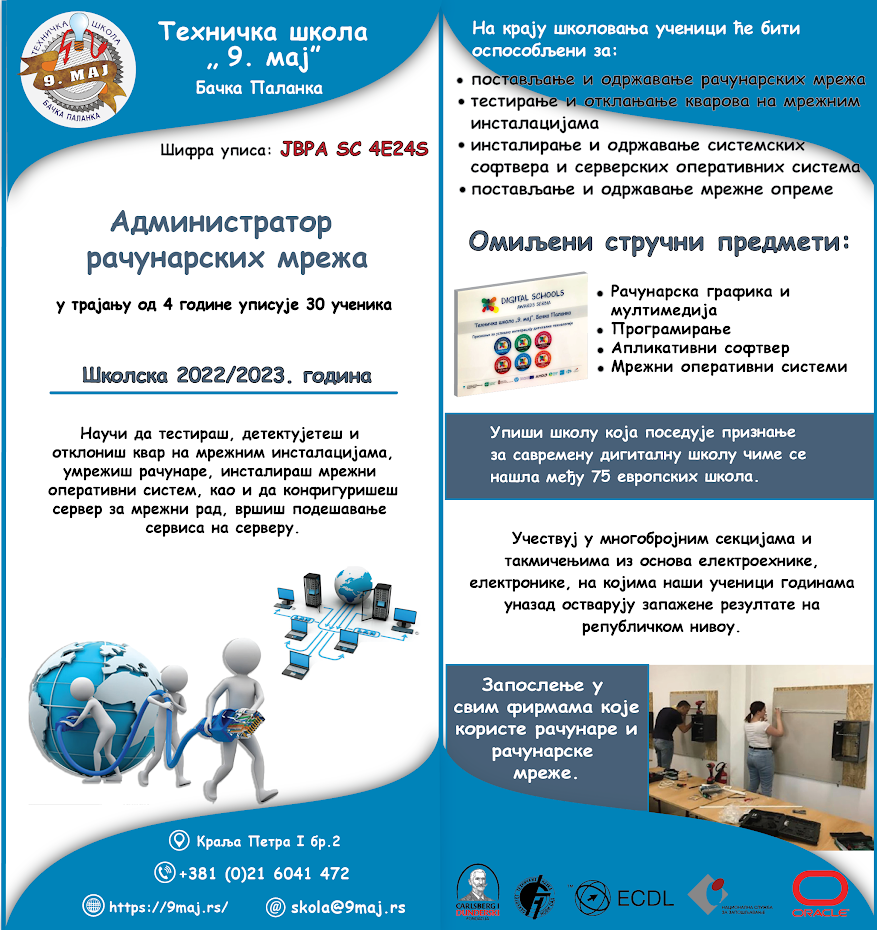 ТЕХНИЧКА ШКОЛА
9. МАЈ
БАЧКА ПАЛАНКА
Техничка школа
„ 9. мај”
Бачка Паланка
Шифра уписа: JBPA SC 4E24S
Администратор
рачунарских мрежа
у трајању од 4 године уписује 30 ученика
Школска 2022/2023. година
Научи да тестираш, детектујетеш и
отклониш квар на мрежним инсталацијама,
умрежиш рачунаре, инсталираш мрежни
оперативни систем, као и да конфигуришеш
сервер за мрежни рад, вршиш подешавање
сервиса на серверу.
Краља Петра I бр.2
+381 (0)21 6041 472
https://9maj.rs/
skola@9maj.rs
На крају школовања ученици ће бити
оспособљени за:
• постављање и одржавање рачунарских мрежа
• тестирање и отклањање кварова на мрежним
инсталацијама
• инсталирање и одржавање системских
софтвера и серверских оперативних система
• постављање и одржавање мрежне опреме
Омиљени стручни предмети:
DIGITAL SCHOOLS
AWARDS SERBIA
Техничка школа „9. мај”, Бачка Паланка
• Рачунарска графика и
мултимедија
• Програмирање
• Апликативни софтвер
• Мрежни оперативни системи
Упиши школу која поседује признање
за савремену дигиталну школу чиме се
нашла међу 75 европских школа.
Учествуј у многобројним секцијама и
такмичењима из основа електроехнике,
електронике, на којима наши ученици годинама
уназад остварују запажене резултате на
републичком нивоу.
Запослење у
свим фирмама које
користе рачунаре и
рачунарске
мреже.
CARLSBERG I
DUNĐERSKI
ECDL
ORACLE